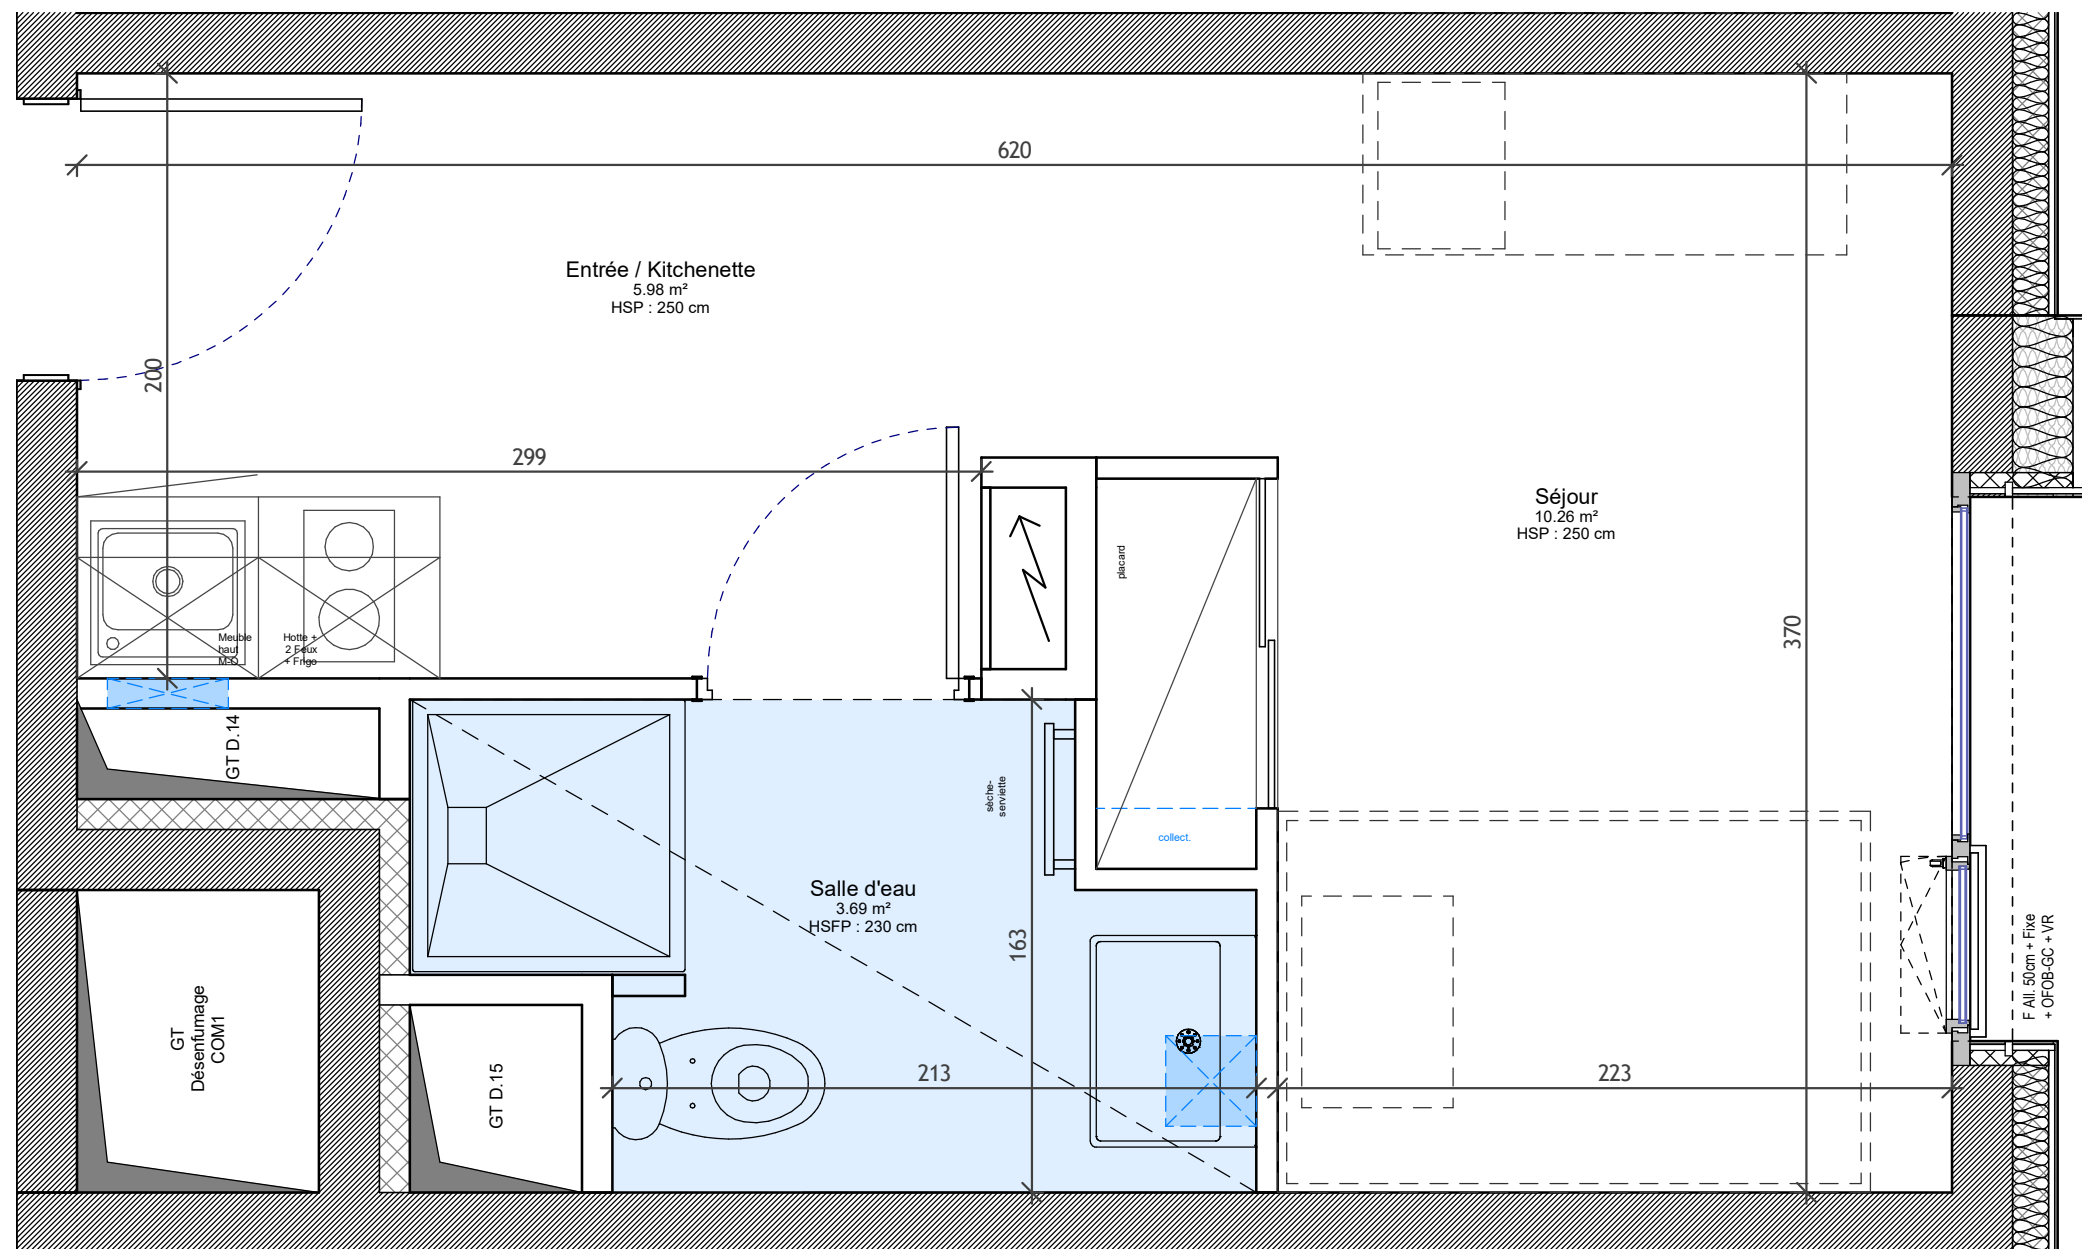 620
Entrée / Kitchenette
5.98 m²
HSP : 250 cm
200
299
Séjour
10.26 m²
HSP : 250 cm
placard
370
Meuble
haut
M-O
Hotte +
2 Feux
+ Frigo
GT D.14
sèche-
serviette
collect.
Salle d'eau
3.69 m²
HSFP : 230 cm
163
GT
Désenfumage
COM1
GT D.15
213
223
F All. 50cm + Fixe
+ OFOB-GC + VR